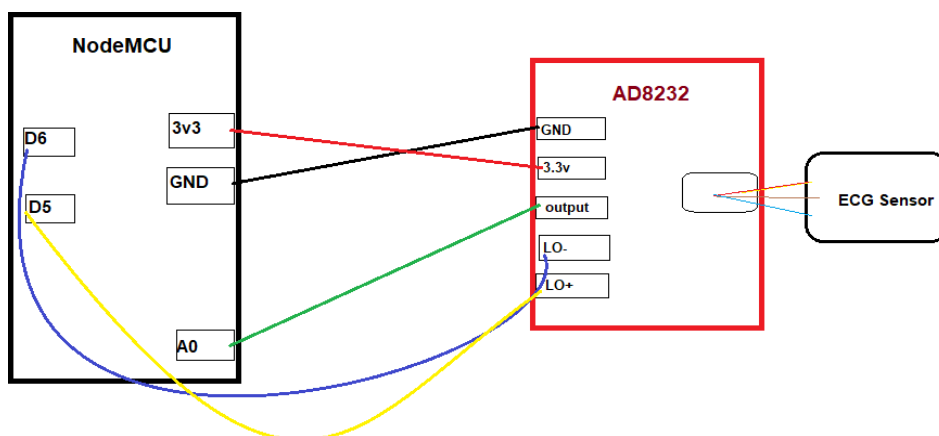 NodeMCU
D6
D5
3v3
GND
A0
AD8232
GND
3.3v
output
LO-
LO+
ECG Sensor